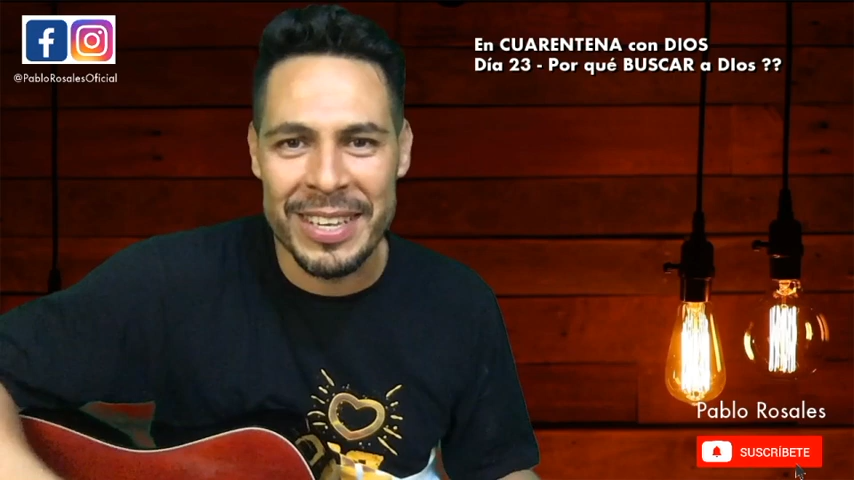 @PabloRosalesOficial
En CUARENTENA con DIOS
Día 23 - Por qué BUSCAR a DIos ??
Pablo Rosales
SUSCRÍBETE